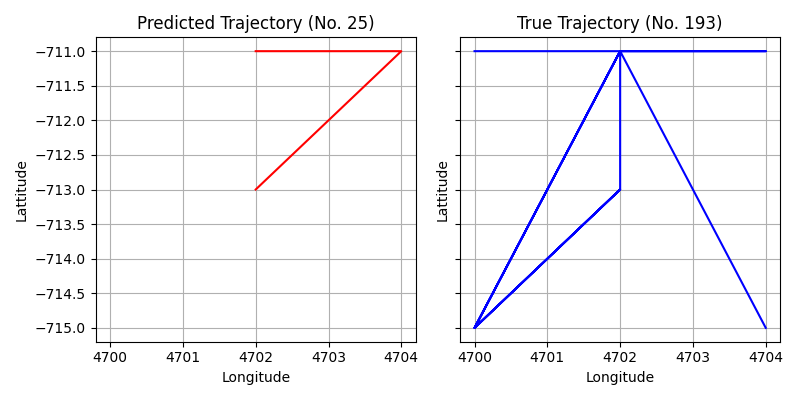 Predicted Trajectory (No. 25)
−711.0
−711.5
−712.0
−712.5
−713.0
−713.5
−714.0
−714.5
−715.0
Lattitude
4700 4701 4702 4703 4704
Longitude
True Trajectory (No. 193)
Lattitude
4700 4701 4702 4703 4704
Longitude